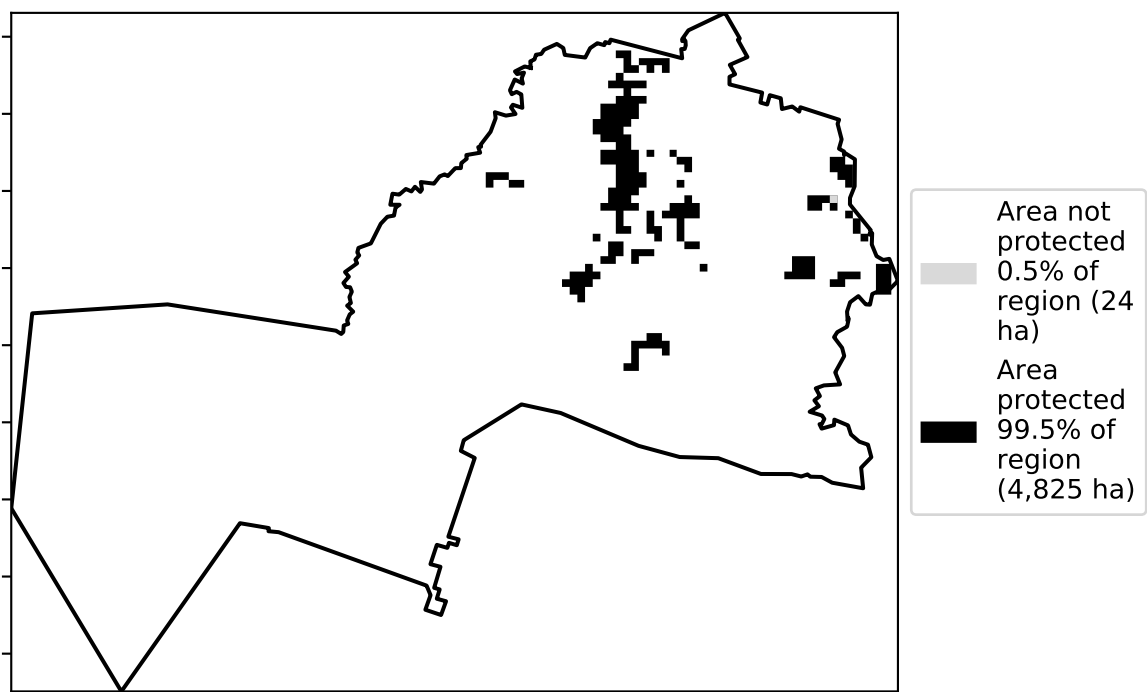 Area not
protected
0.5% of
region (24
ha)
Area
protected
99.5% of
region
(4,825 ha)